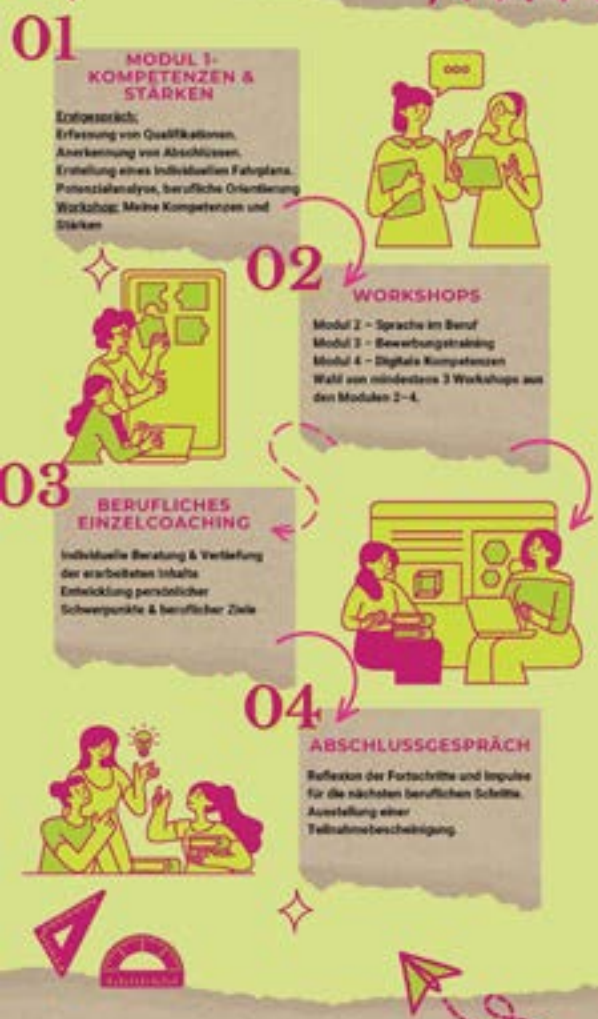 01
MODUL 1-
KOMPETENZEN &
STÄRKEN
Erstgespräch:
Erfassung von Qualifikationen.
Anerkennung von Abschlüssen.
Erstellung eines individuellen Fahrplans.
Potenzialanalyse, berufliche Orientierung
Workshop: Meine Kompetenzen und
Stärken
02
WORKSHOPS
Modul 2 – Sprache im Beruf
Modul 3 – Bewerbungstraining
Modul 4 – Digitale Kompetenzen
Wahl von mindestens 3 Workshops aus
den Modulen 2–4.
03
BERUFLICHES
EINZELCOACHING
Individuelle Beratung & Vertiefung
der erarbeiteten Inhalte
Entwicklung persönlicher
Schwerpunkte & beruflicher Ziele
04
ABSCHLUSSGESPRÄCH
Reflexion der Fortschritte und Impulse
für die nächsten beruflichen Schritte.
Ausstellung einer
Teilnahmebescheinigung.